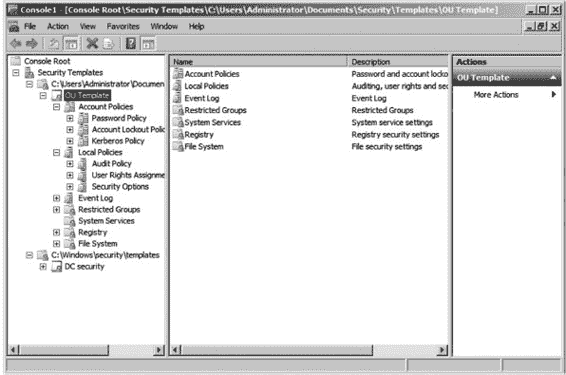 Console1 - [Console Root\Security Templates\C:\Users\Administrator\Documents\Security\Templates\OU Template]
File Action View Favorites Window Help
Console Root
Security Templates
C:\Users\Administrator\Documen
OU Template
Account Policies
Password Policy
Account Lockout Polic
Kerberos Policy
Local Policies
Audit Policy
User Rights Assignme
Security Options
Event Log
Restricted Groups
System Services
Registry
File System
C:\Windows\security\templates
DC security
Name Description
Account Policies Password and account locko
Local Policies Auditing, user rights and sec
Event Log Event Log
Restricted Groups Restricted Groups
System Services System service settings
Registry Registry security settings
File System File security settings
Actions
OU Template
More Actions